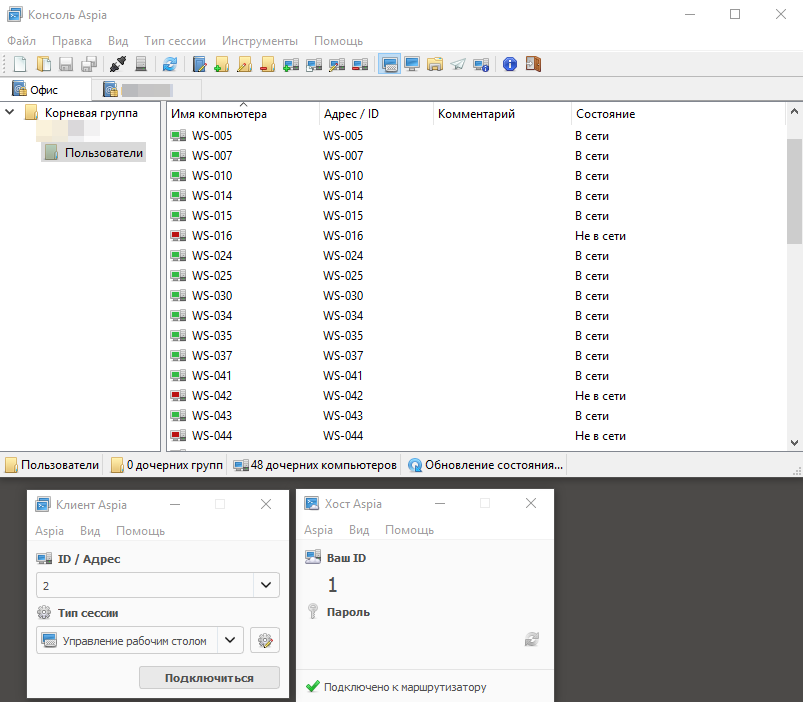 Консоль Aspia
Файл Правка Вид Тип сессии Инструменты Помощь
Офис
Корневая группа
Пользователи
Имя компьютера Адрес / ID Комментарий Состояние
WS-005 WS-005 В сети
WS-007 WS-007 В сети
WS-010 WS-010 В сети
WS-014 WS-014 В сети
WS-015 WS-015 В сети
WS-016 WS-016 Не в сети
WS-024 WS-024 В сети
WS-025 WS-025 В сети
WS-030 WS-030 В сети
WS-034 WS-034 В сети
WS-035 WS-035 В сети
WS-037 WS-037 В сети
WS-041 WS-041 В сети
WS-042 WS-042 Не в сети
WS-043 WS-043 В сети
WS-044 WS-044 Не в сети
Пользователи 0 дочерних групп 48 дочерних компьютеров Обновление состояния...
Клиент Aspia
Aspia Вид Помощь
ID / Адрес
2
Тип сессии
Управление рабочим столом
Подключиться
Хост Aspia
Aspia Вид Помощь
Ваш ID
1
Пароль
Подключено к маршрутизатору